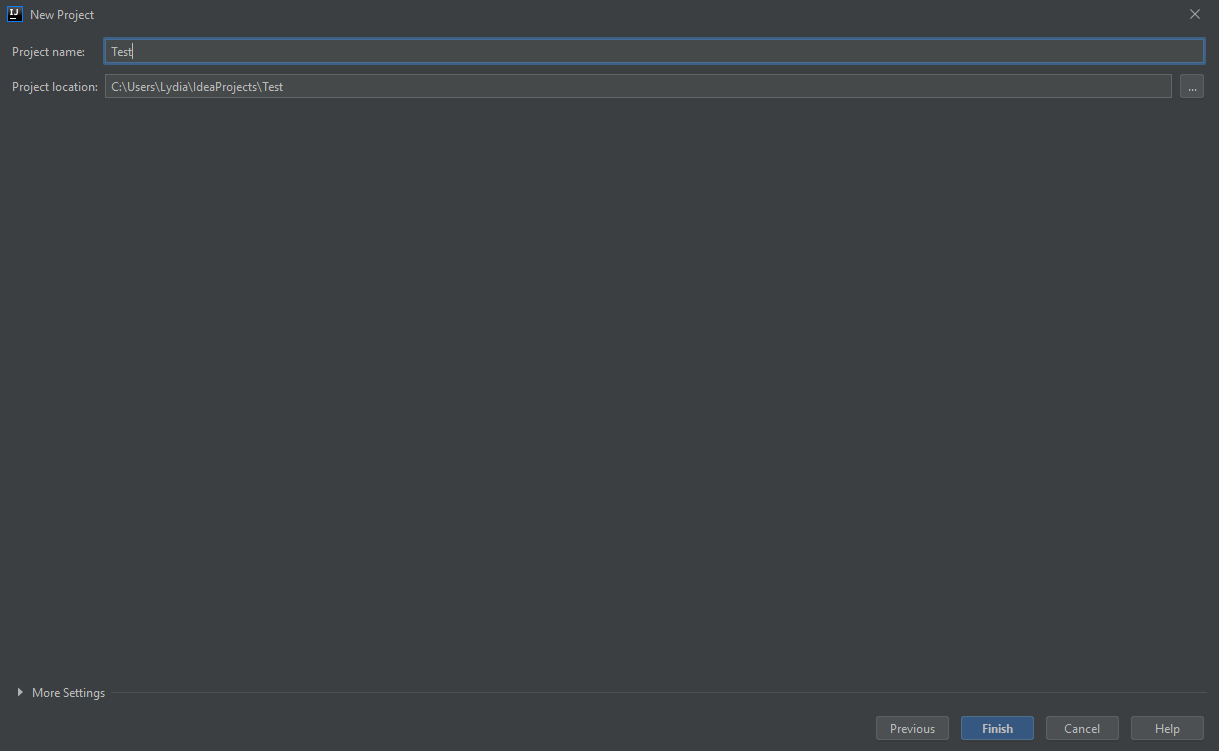 IJ New Project
Project name: Test
Project location: C:\Users\Lydia\IdeaProjects\Test ...
More Settings
Previous Finish Cancel Help